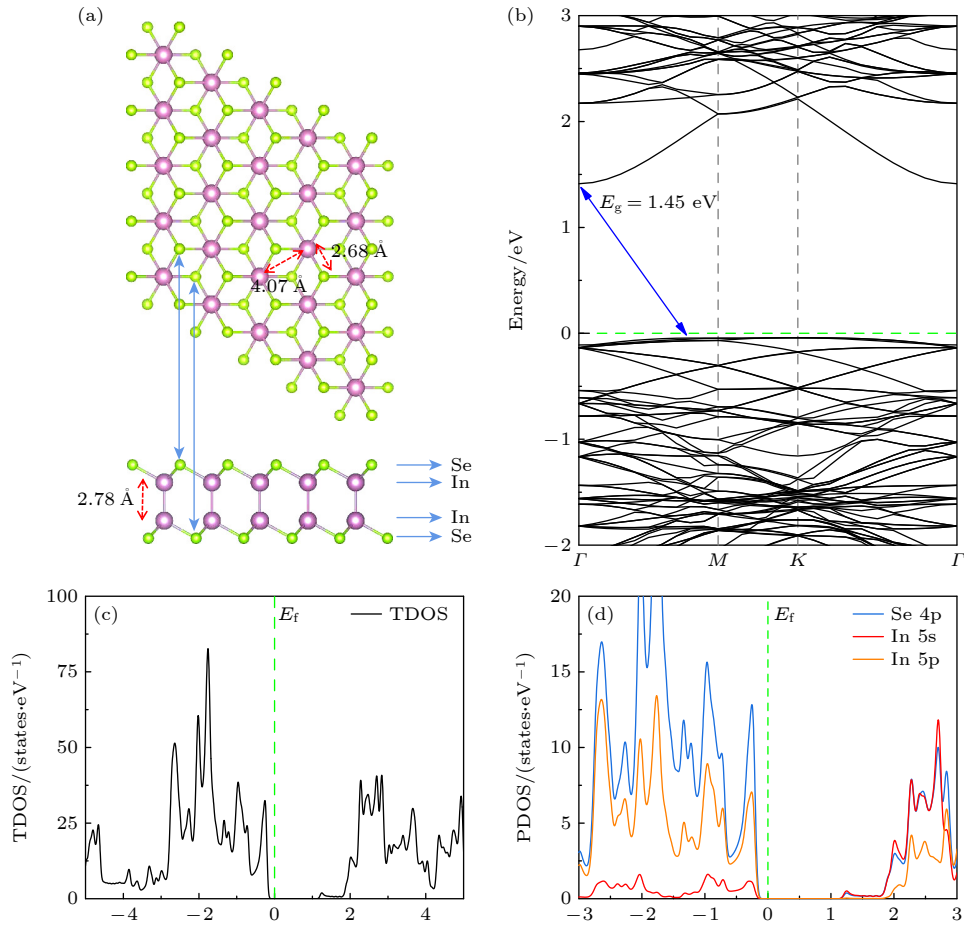 (a)
2.68 Å
4.07 Å
2.78 Å
Se
In
In
Se
(b)
3
2
1
0
−1
−2
Energy/eV
E_g = 1.45 eV
Γ
M
K
Γ
(c)
E_f
TDOS
100
75
50
25
0
TDOS/(states·eV⁻¹)
−4
−2
0
2
4
(d)
E_f
Se 4p
In 5s
In 5p
20
15
10
5
0
PDOS/(states·eV⁻¹)
−3
−2
−1
0
1
2
3